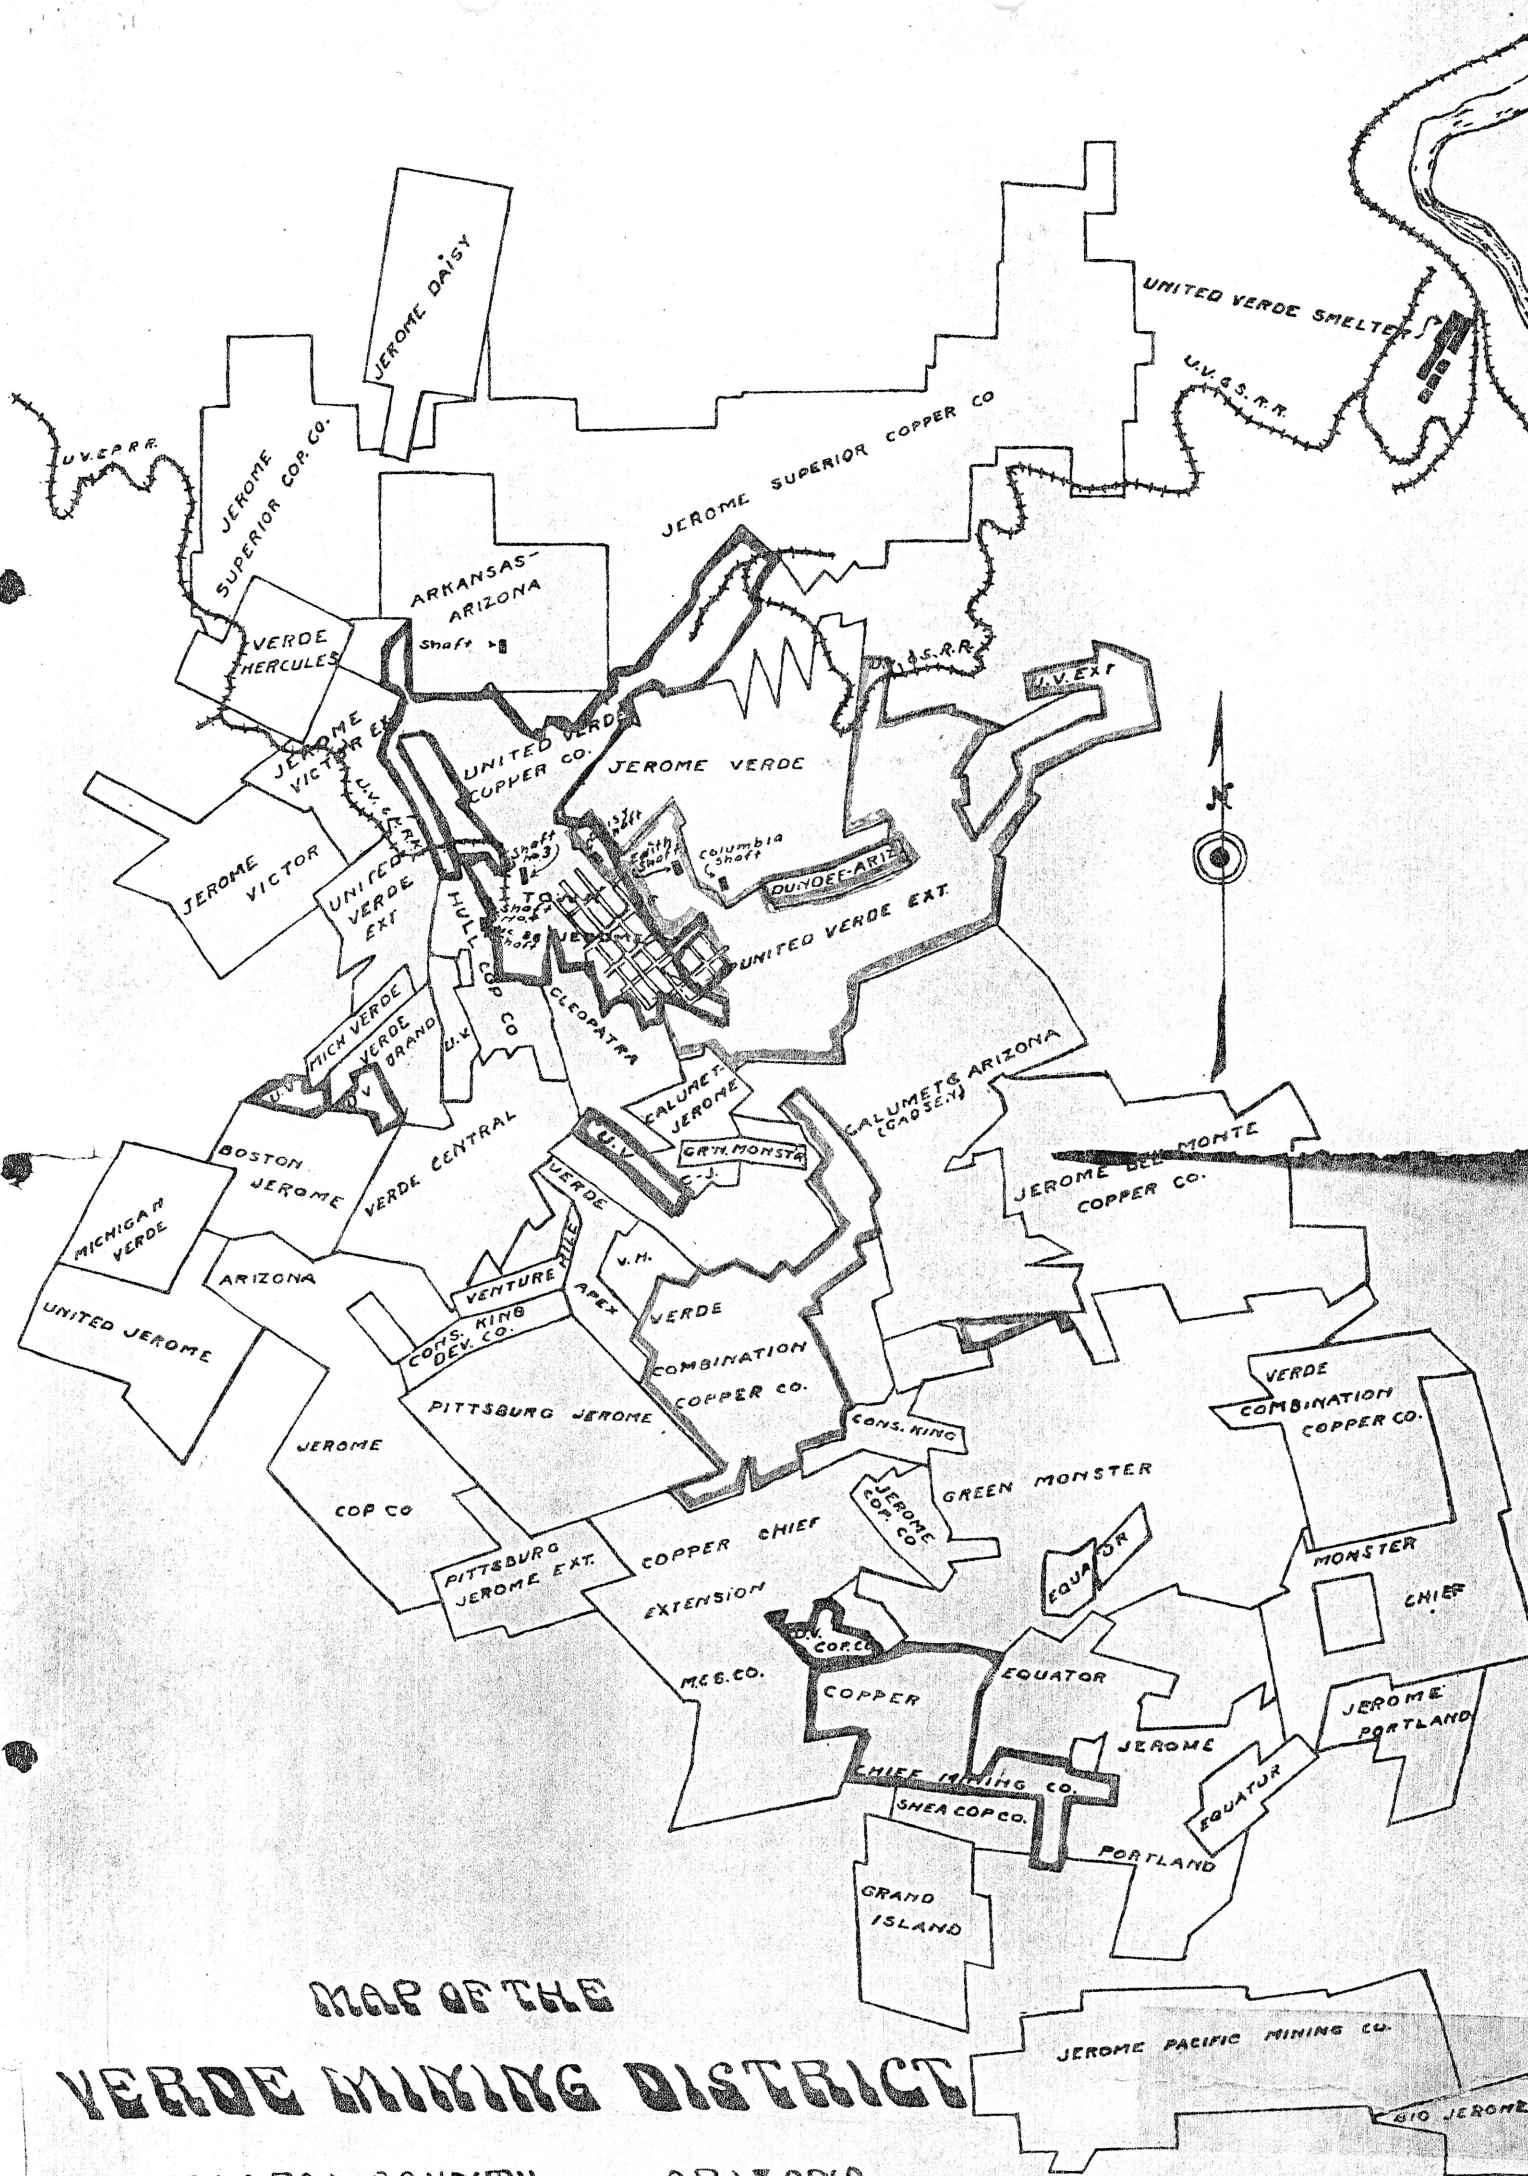 JEROME DAISY
UNITED VERDE SMELTER
U.V. & S. R.R.
U.V. & P R R.
JEROME
SUPERIOR COP. CO.
JEROME SUPERIOR COPPER CO
ARKANSAS-
ARIZONA
Shaft
VERDE
HERCULES
S. R.R.
U.V. EXT
JEROME
VICTOR EX
UNITED VERDE
COPPER CO.
JEROME VERDE
N
U.V. & P. R.R.
JEROME
VICTOR
UNITED
VERDE
EXT
Shaft
No 3
Edith
Shaft
Columbia
Shaft
DUNDEE-ARIZ
UNITED VERDE EXT.
HULL
COP
CO
JEROME
CLEOPATRA
MICH VERDE
VERDE
GRAND
U.V.
U.V.
U.V
CALUMET-
JEROME
CALUMET & ARIZONA
(GADSEN)
U.V
GR'N. MONSTR
C-J.
BOSTON
JEROME
VERDE
CENTRAL
VERDE
JEROME DEL MONTE
COPPER CO.
MICHIGAN
VERDE
ARIZONA
VENTURE
HILE
APEX
V.H.
UNITED JEROME
CONS. KING
DEV. CO.
VERDE
COMBINATION
COPPER CO.
PITTSBURG JEROME
VERDE
COMBINATION
COPPER CO.
CONS. KING
JEROME
COP CO
GREEN MONSTER
JEROME
COP. CO
PITTSBURG
JEROME EXT.
COPPER CHIEF
EXTENSION
EQUATOR
MONSTER
CHIEF
U.V.
COP. CO
M.C & B. CO.
COPPER
EQUATOR
JEROME
PORTLAND
JEROME
CHIEF MINING CO.
SHEA COP CO.
EQUATOR
PORTLAND
GRAND
ISLAND
MAP OF THE
VERDE MINING DISTRICT
JEROME PACIFIC MINING CO.
BIO JEROME